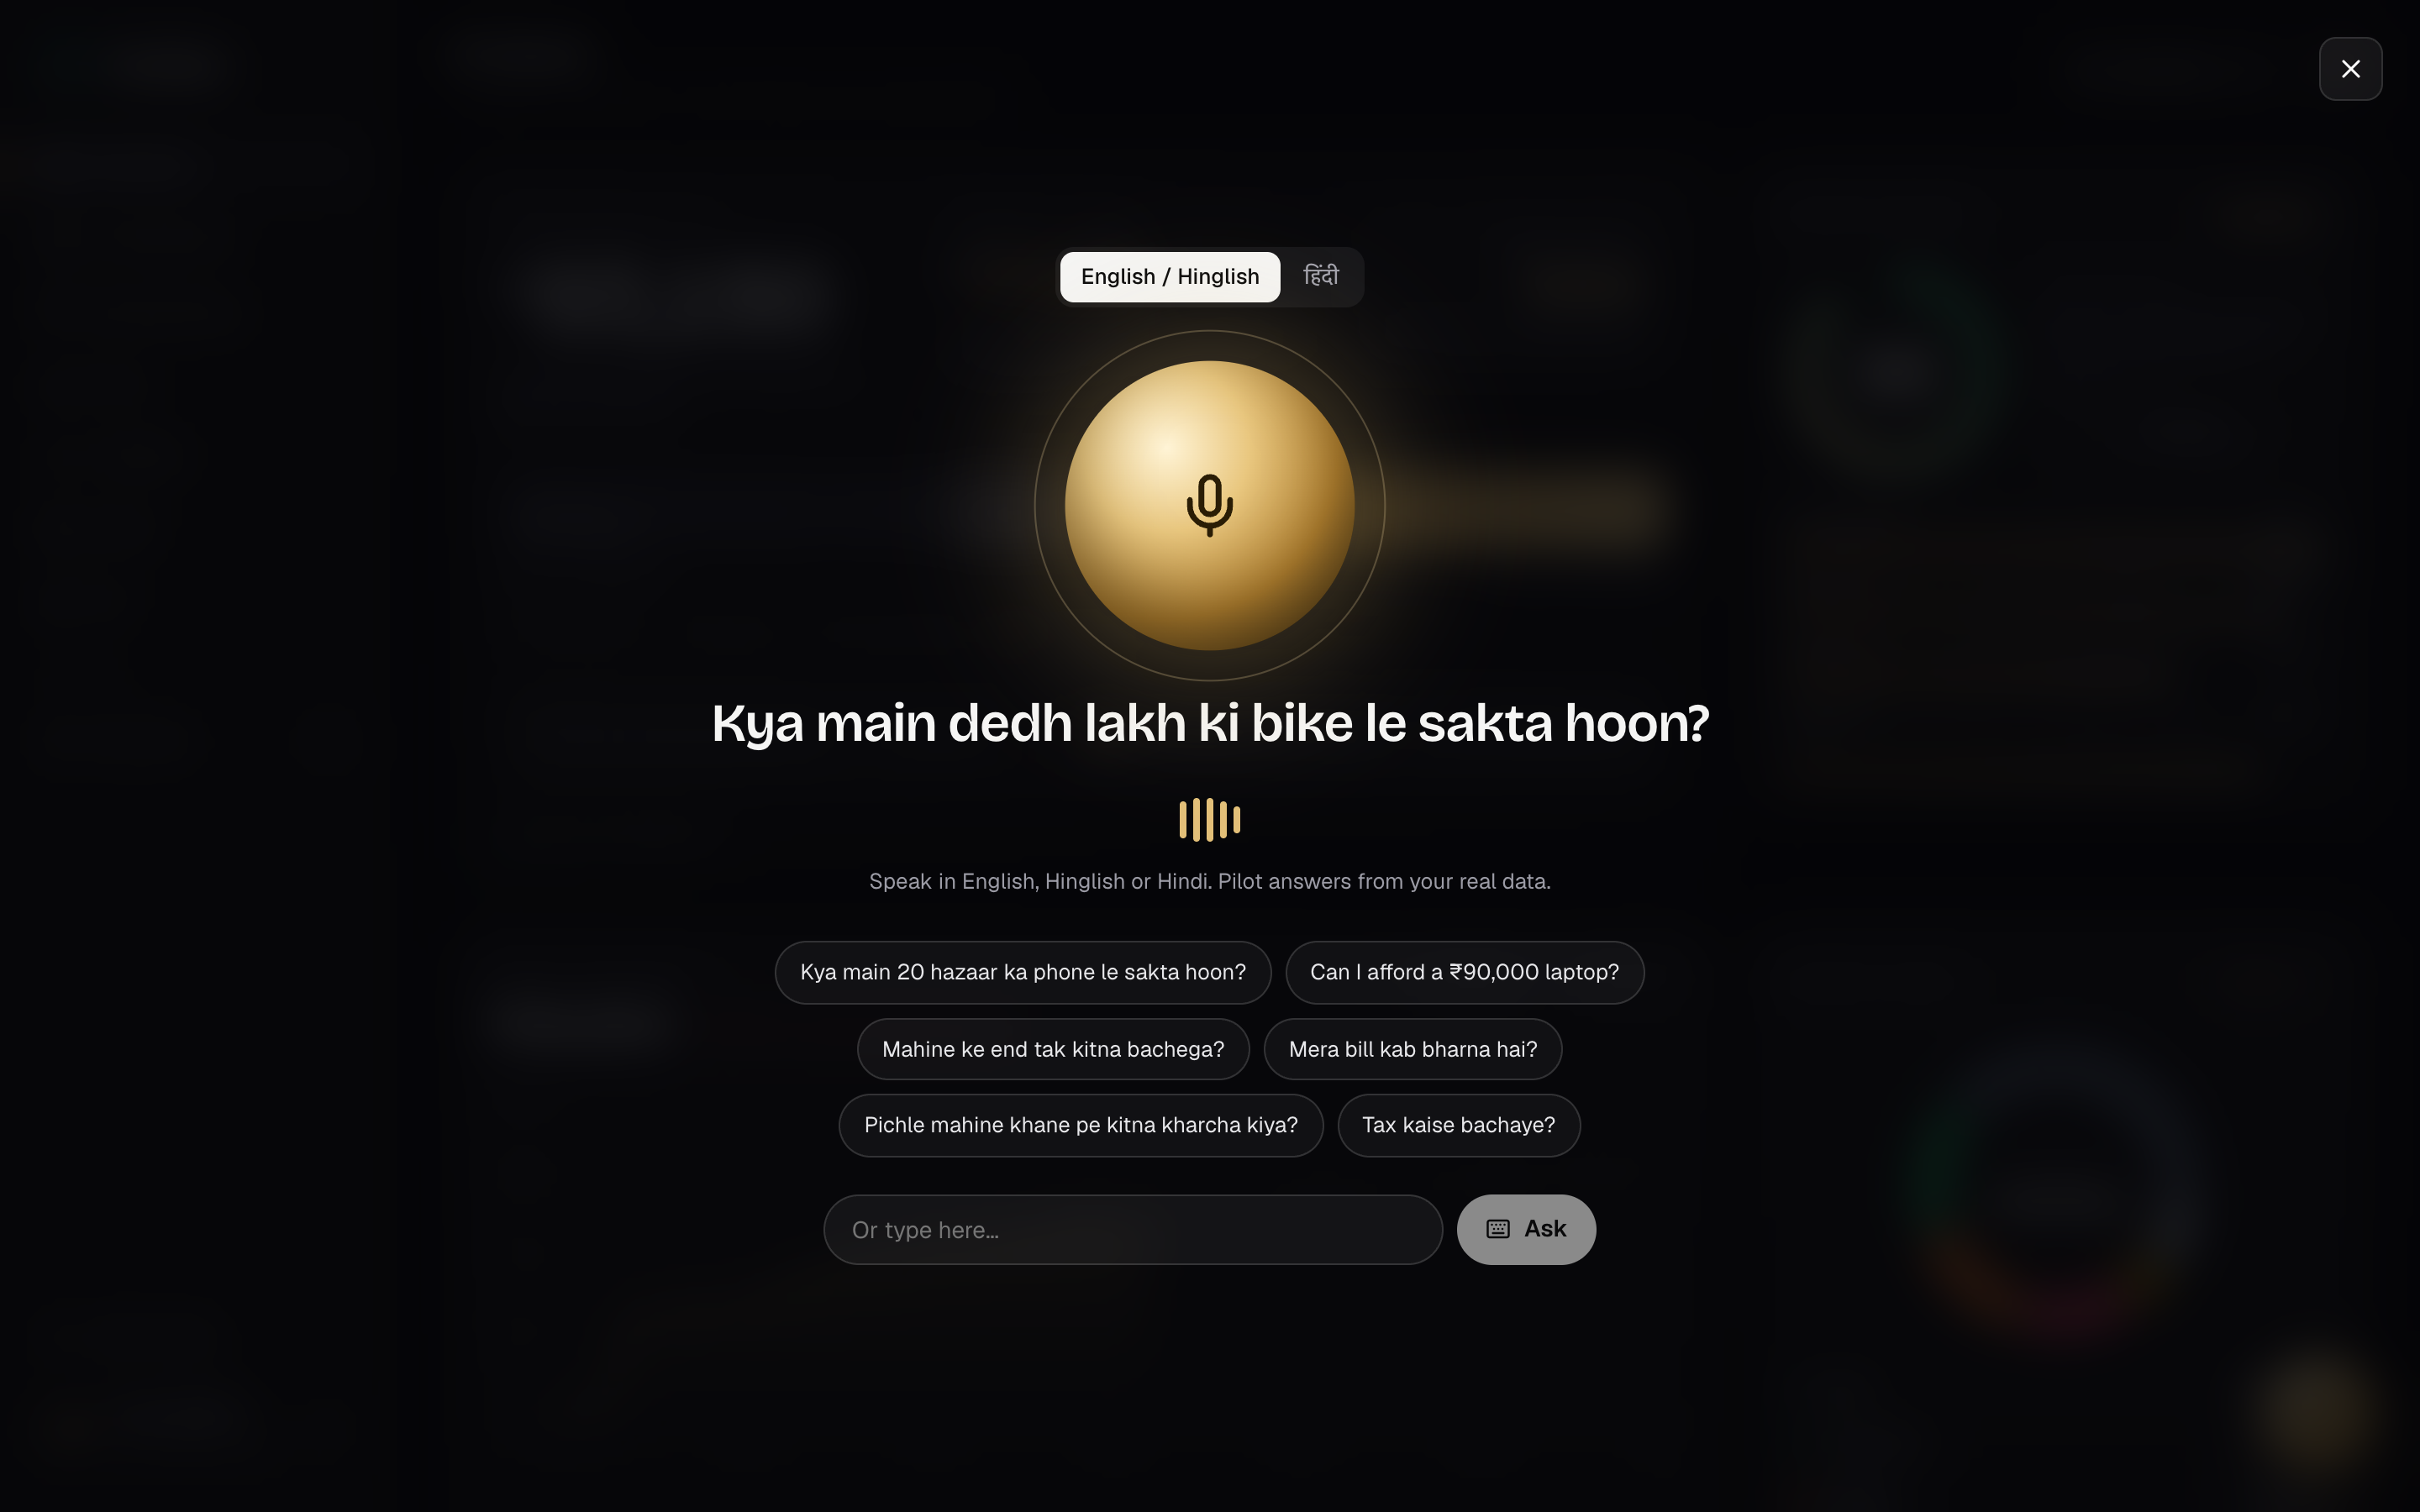 English / Hinglish हिंदी
Kya main dedh lakh ki bike le sakta hoon?
Speak in English, Hinglish or Hindi. Pilot answers from your real data.
Kya main 20 hazaar ka phone le sakta hoon? Can I afford a ₹90,000 laptop?
Mahine ke end tak kitna bachega? Mera bill kab bharna hai?
Pichle mahine khane pe kitna kharcha kiya? Tax kaise bachaye?
Or type here... Ask